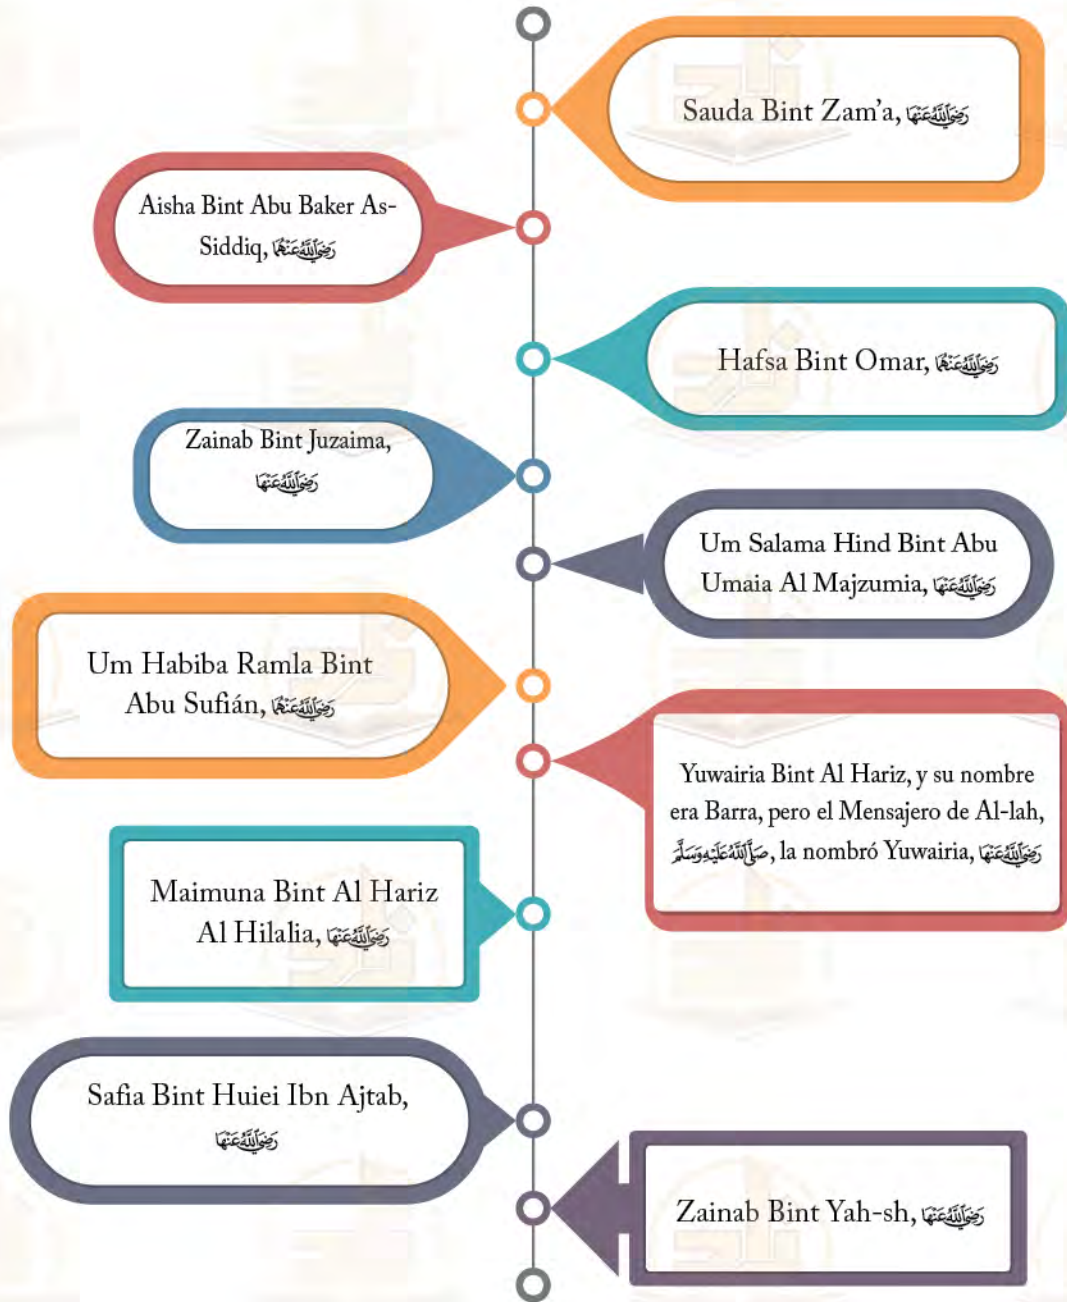 Sauda Bint Zam’a, رَضِيَ اللَّهُ عَنْهَا
Aisha Bint Abu Baker As-
Siddiq, رَضِيَ اللَّهُ عَنْهُمَا
Hafsa Bint Omar, رَضِيَ اللَّهُ عَنْهُمَا
Zainab Bint Juzaima,
رَضِيَ اللَّهُ عَنْهَا
Um Salama Hind Bint Abu
Umaia Al Majzumia, رَضِيَ اللَّهُ عَنْهَا
Um Habiba Ramla Bint
Abu Sufián, رَضِيَ اللَّهُ عَنْهُمَا
Yuwairia Bint Al Hariz, y su nombre
era Barra, pero el Mensajero de Al-lah,
صَلَّى اللَّهُ عَلَيْهِ وَسَلَّمَ, la nombró Yuwairia, رَضِيَ اللَّهُ عَنْهَا
Maimuna Bint Al Hariz
Al Hilalia, رَضِيَ اللَّهُ عَنْهَا
Safia Bint Huiei Ibn Ajtab,
رَضِيَ اللَّهُ عَنْهَا
Zainab Bint Yah-sh, رَضِيَ اللَّهُ عَنْهَا